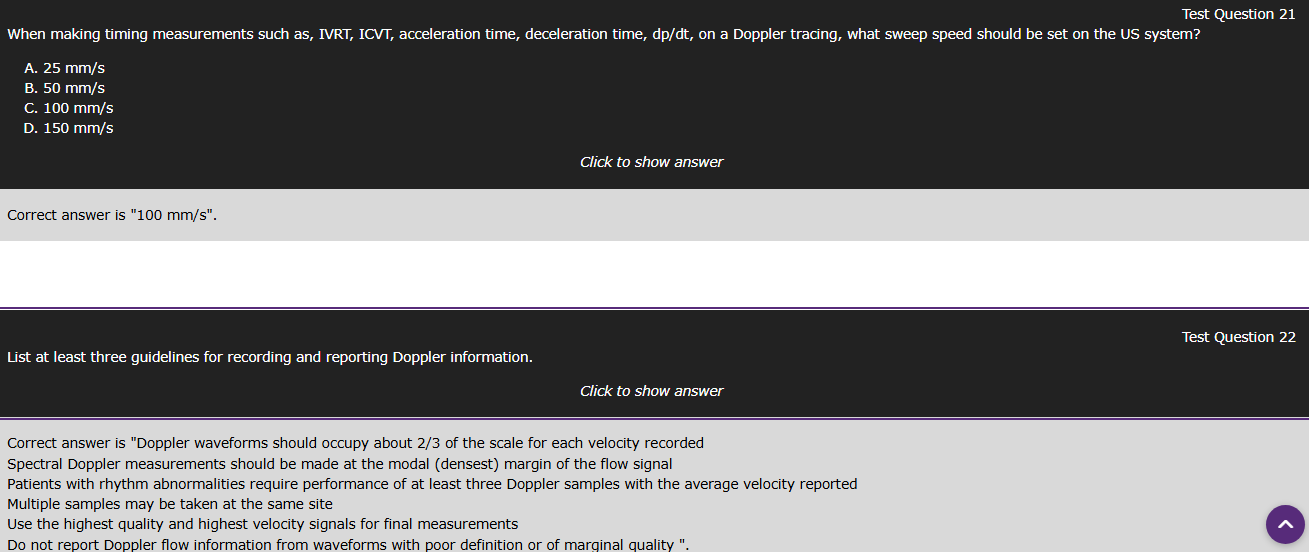 Test Question 21
When making timing measurements such as, IVRT, ICVT, acceleration time, deceleration time, dp/dt, on a Doppler tracing, what sweep speed should be set on the US system?
A. 25 mm/s
B. 50 mm/s
C. 100 mm/s
D. 150 mm/s
Click to show answer
Correct answer is "100 mm/s".
Test Question 22
List at least three guidelines for recording and reporting Doppler information.
Click to show answer
Correct answer is "Doppler waveforms should occupy about 2/3 of the scale for each velocity recorded
Spectral Doppler measurements should be made at the modal (densest) margin of the flow signal
Patients with rhythm abnormalities require performance of at least three Doppler samples with the average velocity reported
Multiple samples may be taken at the same site
Use the highest quality and highest velocity signals for final measurements
Do not report Doppler flow information from waveforms with poor definition or of marginal quality ".